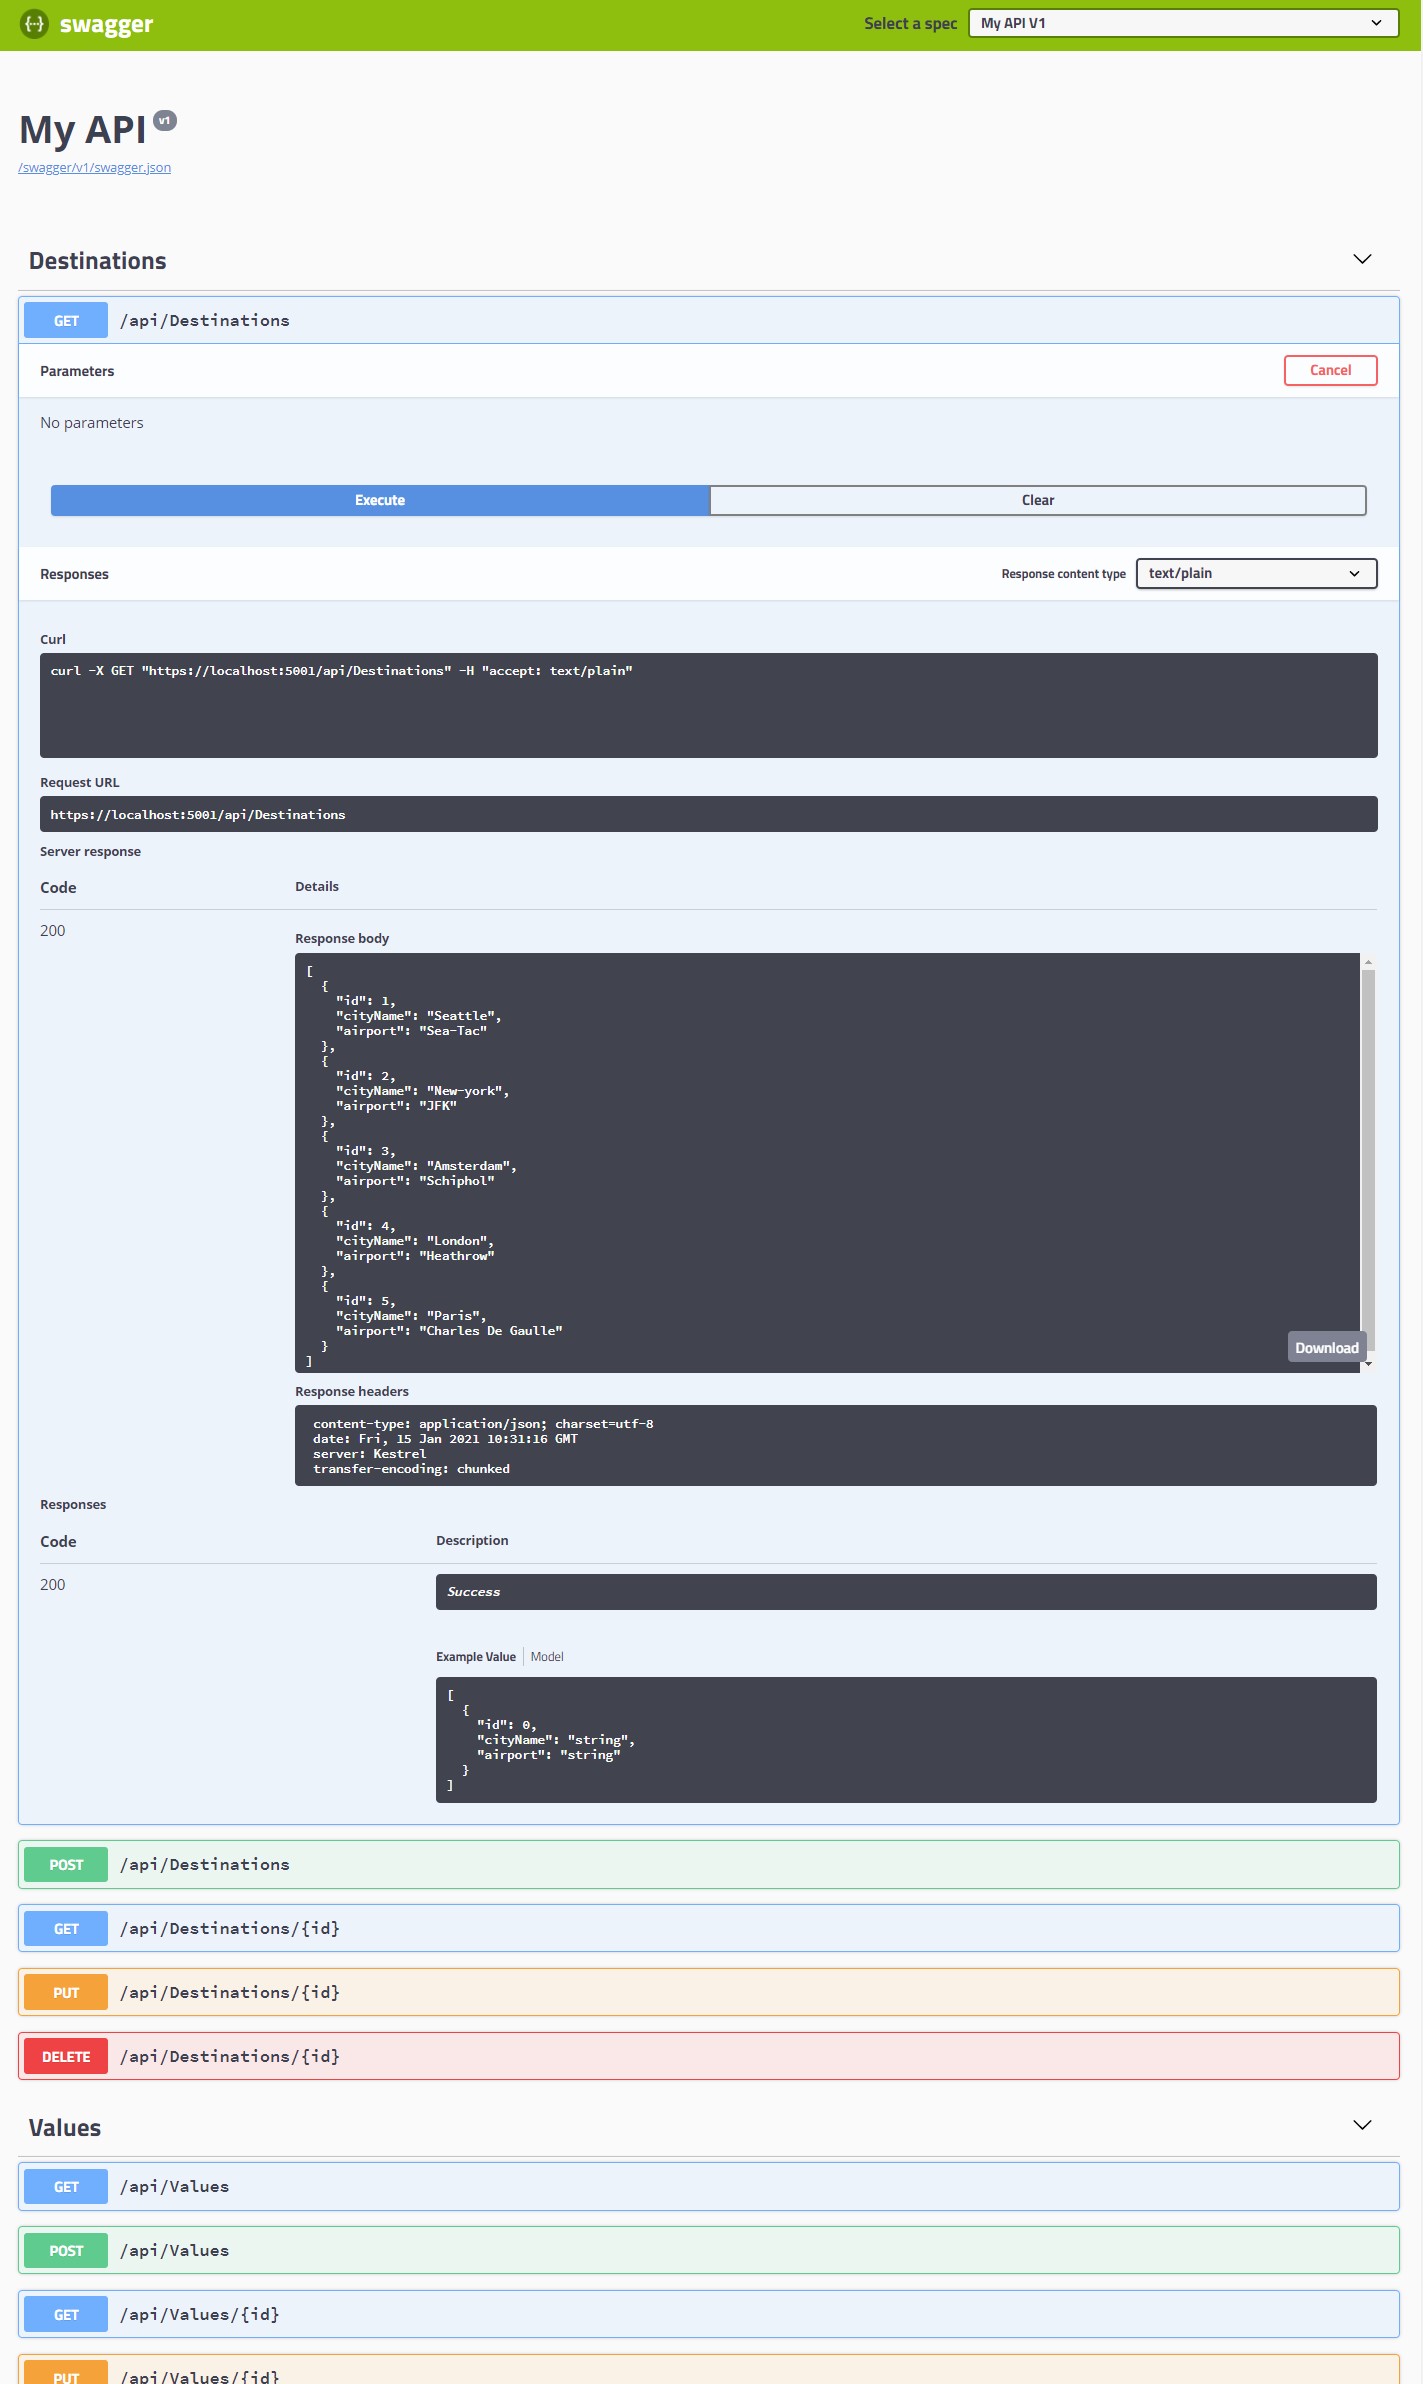 swagger
Select a spec My API V1
My API v1
/swagger/v1/swagger.json
Destinations
GET /api/Destinations
Parameters Cancel
No parameters
Execute Clear
Responses Response content type text/plain
Curl
curl -X GET "https://localhost:5001/api/Destinations" -H "accept: text/plain"
Request URL
https://localhost:5001/api/Destinations
Server response
Code Details
200
Response body
[
  {
    "id": 1,
    "cityName": "Seattle",
    "airport": "Sea-Tac"
  },
  {
    "id": 2,
    "cityName": "New-york",
    "airport": "JFK"
  },
  {
    "id": 3,
    "cityName": "Amsterdam",
    "airport": "Schiphol"
  },
  {
    "id": 4,
    "cityName": "London",
    "airport": "Heathrow"
  },
  {
    "id": 5,
    "cityName": "Paris",
    "airport": "Charles De Gaulle"
  }
]
Download
Response headers
content-type: application/json; charset=utf-8
date: Fri, 15 Jan 2021 10:31:16 GMT
server: Kestrel
transfer-encoding: chunked
Responses
Code Description
200
Success
Example Value Model
[
  {
    "id": 0,
    "cityName": "string",
    "airport": "string"
  }
]
POST /api/Destinations
GET /api/Destinations/{id}
PUT /api/Destinations/{id}
DELETE /api/Destinations/{id}
Values
GET /api/Values
POST /api/Values
GET /api/Values/{id}
PUT /api/Values/{id}